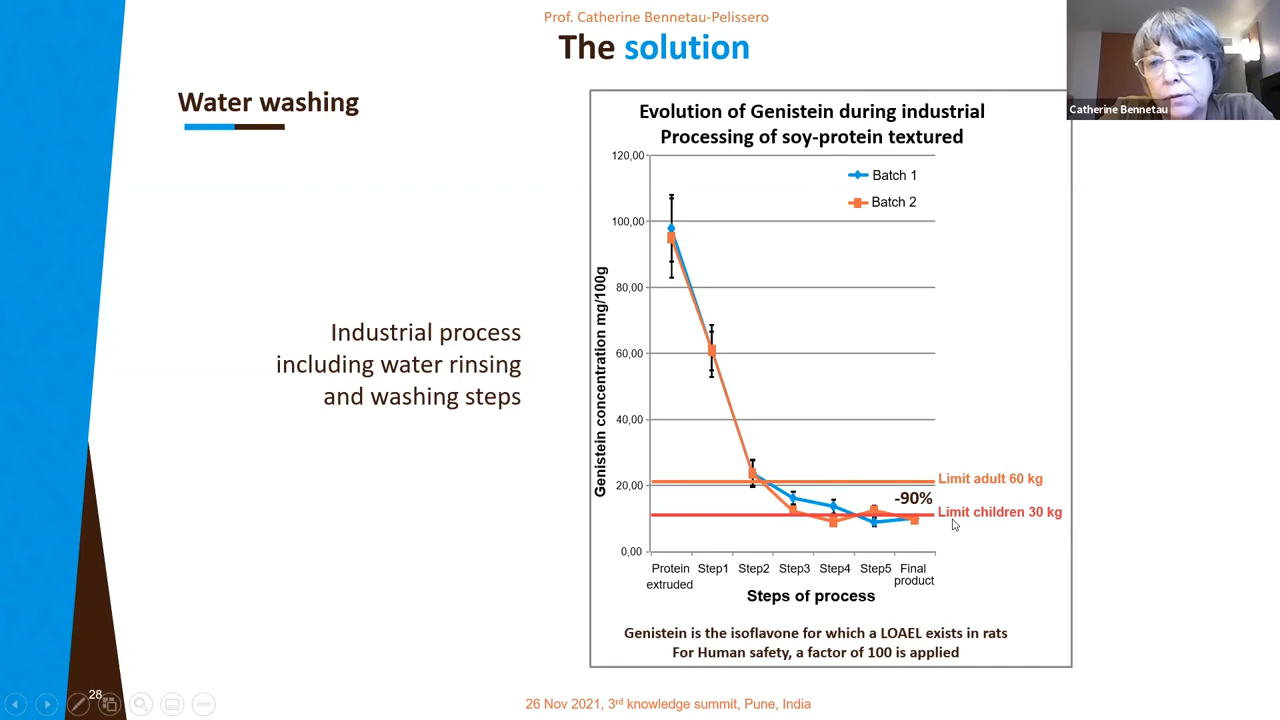 Prof. Catherine Bennetau-Pelissero
The solution
Water washing
Catherine Bennetau
Industrial process
including water rinsing
and washing steps
Evolution of Genistein during industrial
Processing of soy-protein textured
Batch 1
Batch 2
Genistein concentration mg/100g
120,00
100,00
80,00
60,00
40,00
20,00
0,00
Limit adult 60 kg
-90%
Limit children 30 kg
Protein extruded
Step1
Step2
Step3
Step4
Step5
Final product
Steps of process
Genistein is the isoflavone for which a LOAEL exists in rats
For Human safety, a factor of 100 is applied
28
26 Nov 2021, 3rd knowledge summit, Pune, India